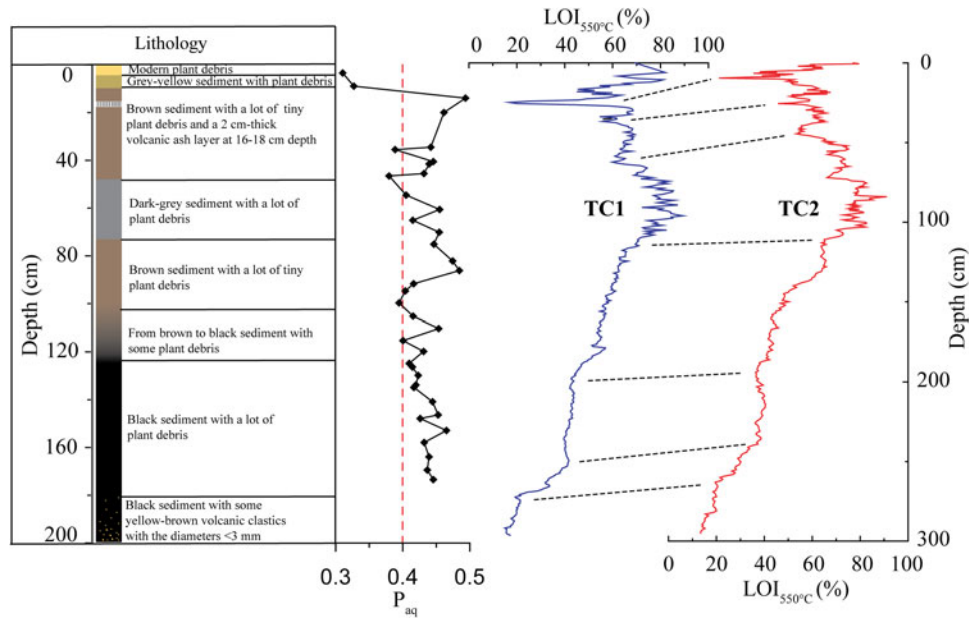 Lithology
Modern plant debris
Grey-yellow sediment with plant debris
Brown sediment with a lot of tiny
plant debris and a 2 cm-thick
volcanic ash layer at 16-18 cm depth
Dark-grey sediment with a lot of
plant debris
Brown sediment with a lot of tiny
plant debris
From brown to black sediment with
some plant debris
Black sediment with a lot of
plant debris
Black sediment with some
yellow-brown volcanic clastics
with the diameters <3 mm
Depth (cm)
0
40
80
120
160
200
0.3 0.4 0.5
Paq
LOI550°C (%)
0 20 40 60 80 100
TC1
TC2
0
100
200
300
Depth (cm)
0 20 40 60 80 100
LOI550°C (%)